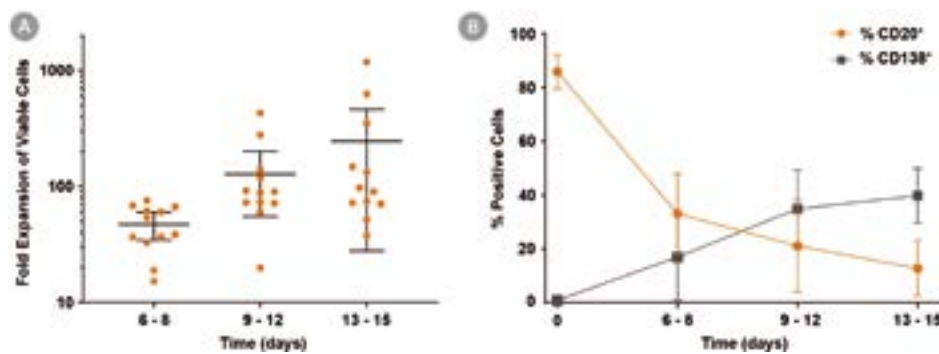 A
Fold Expansion of Viable Cells
1000
100
10
6 - 8
9 - 12
13 - 15
Time (days)
B
% CD20⁺
% CD138⁺
% Positive Cells
100
80
60
40
20
0
0
6 - 8
9 - 12
13 - 15
Time (days)